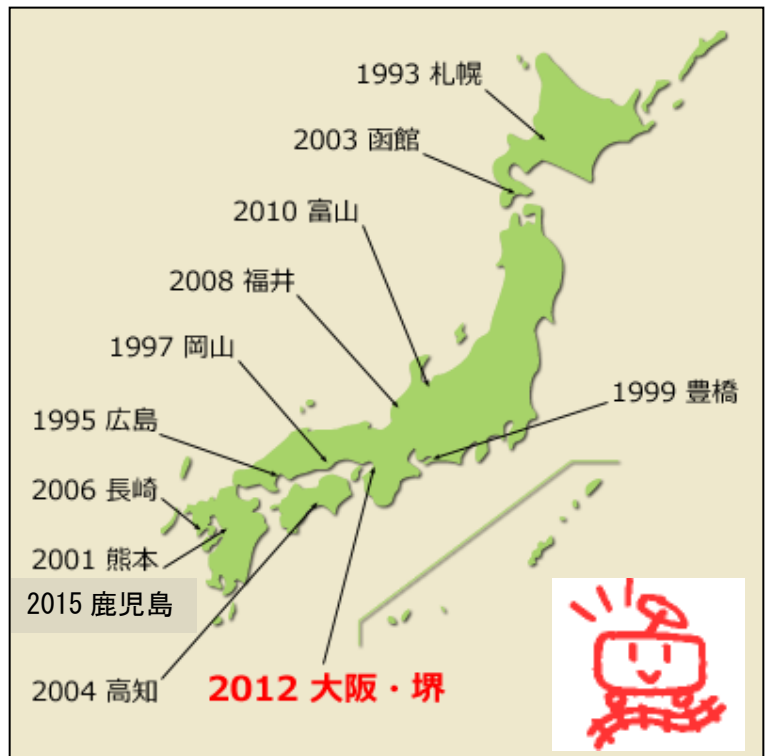 1993 札幌
2003 函館
2010 富山
2008 福井
1997 岡山
1999 豊橋
1995 広島
2006 長崎
2001 熊本
2015 鹿児島
2004 高知
2012 大阪・堺